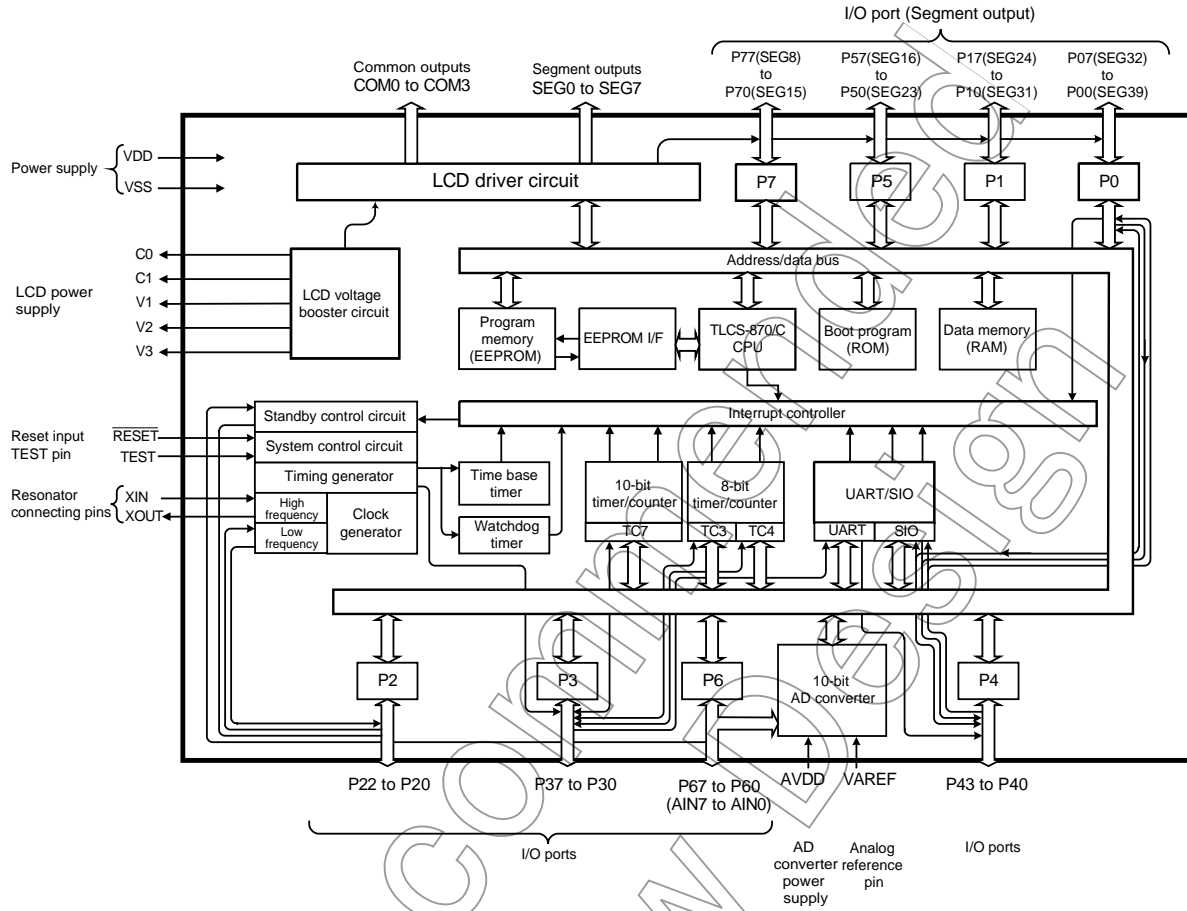 I/O port (Segment output)
Common outputs
COM0 to COM3
Segment outputs
SEG0 to SEG7
P77(SEG8)
to
P70(SEG15)
P57(SEG16)
to
P50(SEG23)
P17(SEG24)
to
P10(SEG31)
P07(SEG32)
to
P00(SEG39)
Power supply
VDD
VSS
LCD driver circuit
P7
P5
P1
P0
LCD power
supply
C0
C1
V1
V2
V3
LCD voltage
booster circuit
Address/data bus
Program
memory
(EEPROM)
EEPROM I/F
TLCS-870/C
CPU
Boot program
(ROM)
Data memory
(RAM)
Interrupt controller
Reset input
TEST pin
RESET
TEST
Resonator
connecting pins
XIN
XOUT
Standby control circuit
System control circuit
Timing generator
High
frequency
Low
frequency
Clock
generator
Time base
timer
Watchdog
timer
10-bit
timer/counter
TC7
8-bit
timer/counter
TC3
TC4
UART/SIO
UART
SIO
P2
P3
P6
10-bit
AD converter
P4
P22 to P20
P37 to P30
P67 to P60
(AIN7 to AIN0)
AVDD
VAREF
P43 to P40
I/O ports
AD
converter
power
supply
Analog
reference
pin
I/O ports
commended
w Design